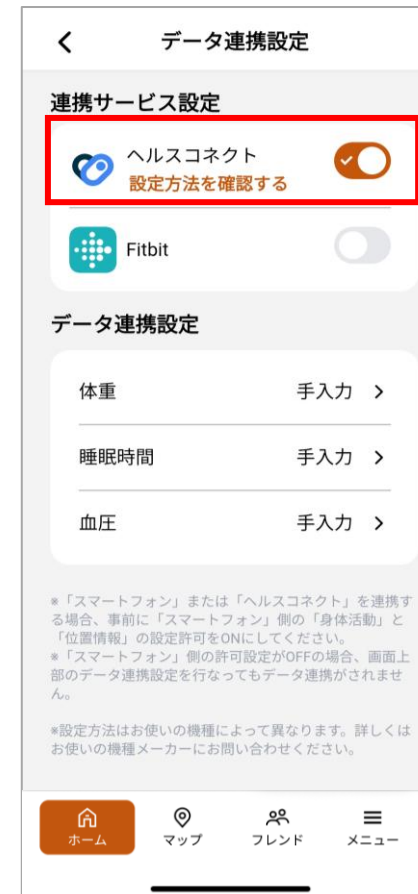 データ連携設定
連携サービス設定
ヘルスコネクト
設定方法を確認する
Fitbit
データ連携設定
体重 手入力
睡眠時間 手入力
血圧 手入力
※「スマートフォン」または「ヘルスコネクト」を連携す
る場合、事前に「スマートフォン」側の「身体活動」と
「位置情報」の設定許可をONにしてください。
※「スマートフォン」側の許可設定がOFFの場合、画面上
部のデータ連携設定を行なってもデータ連携がされませ
ん。
※設定方法はお使いの機種によって異なります。詳しくは
お使いの機種メーカーにお問い合わせください。
ホーム マップ フレンド メニュー